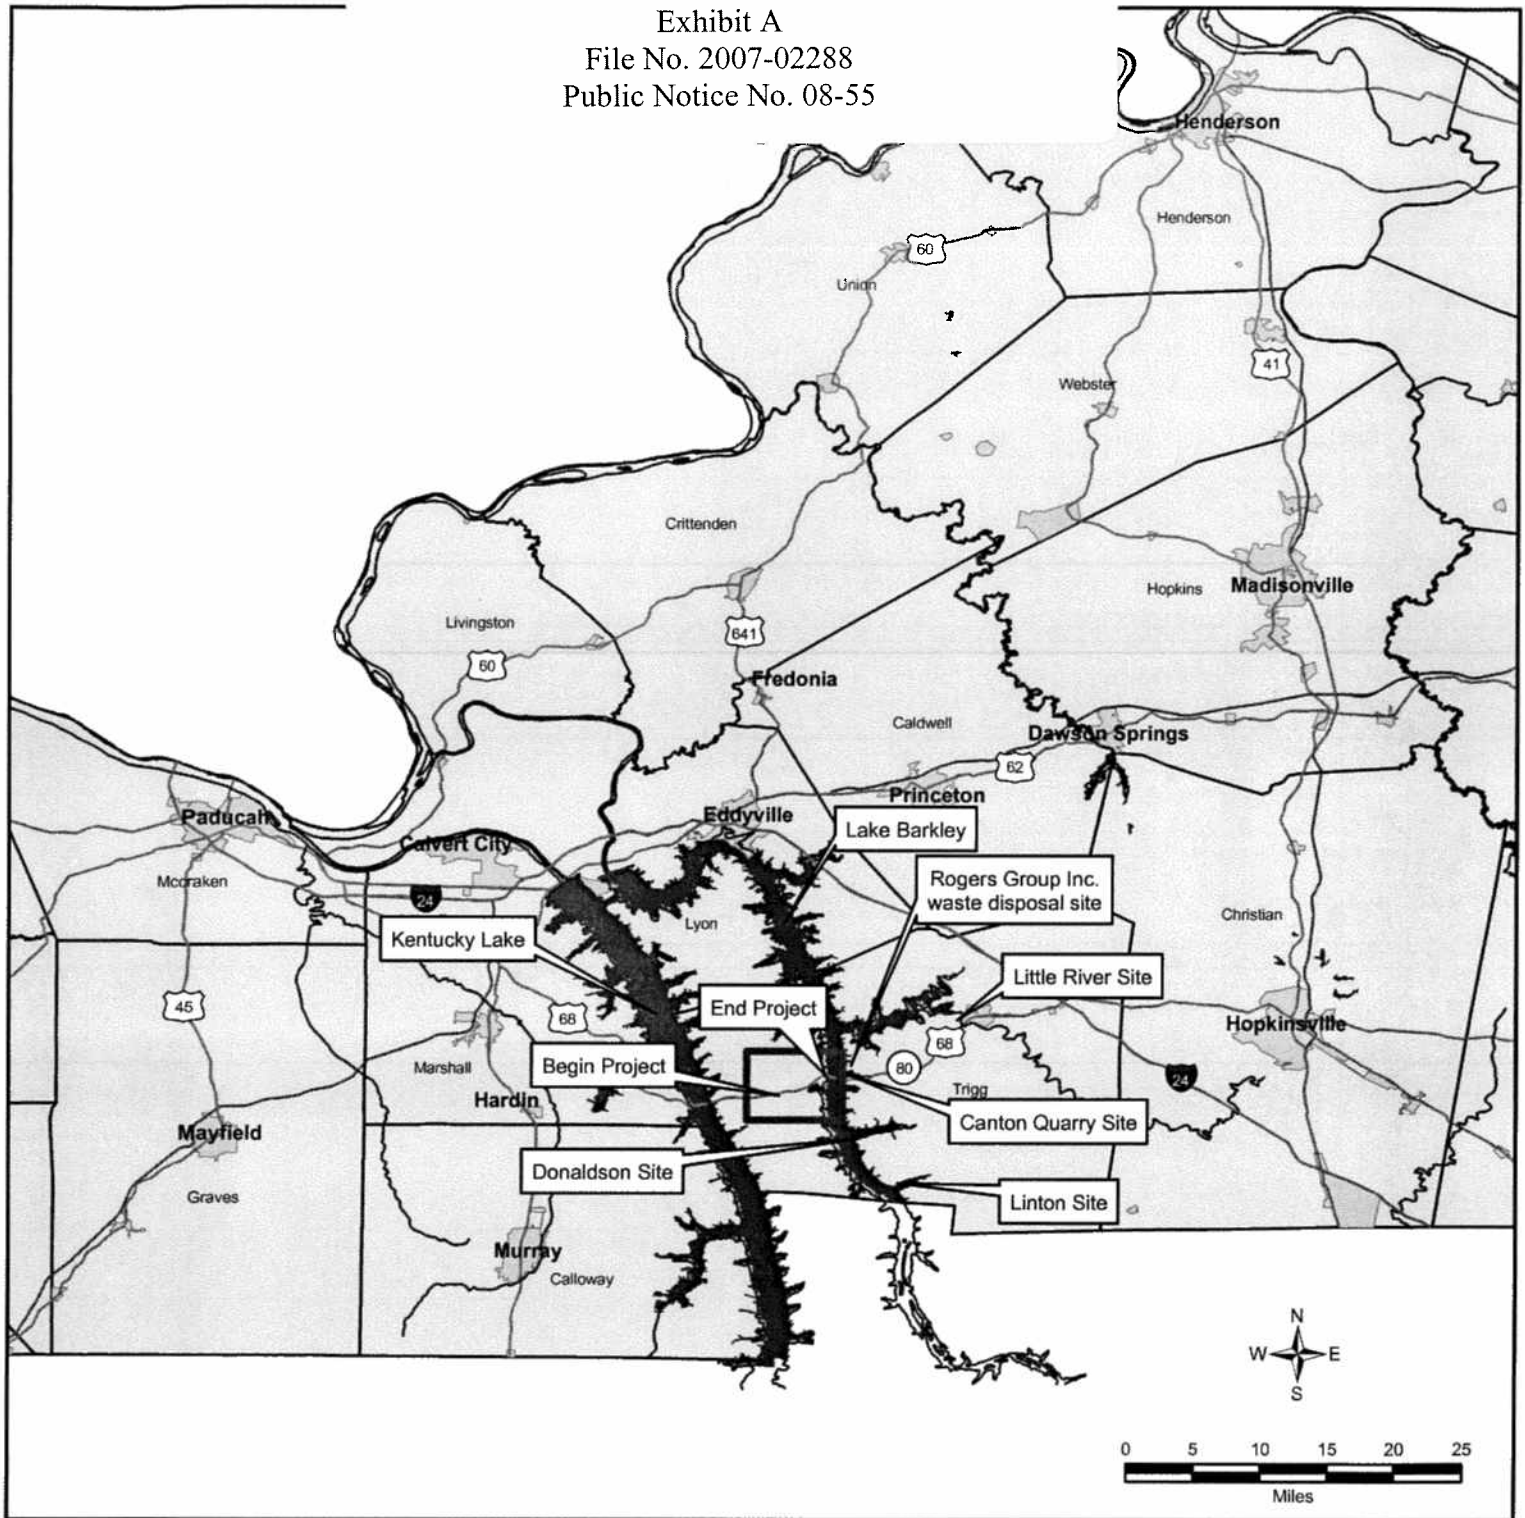 Exhibit A
File No. 2007-02288
Public Notice No. 08-55
Henderson
Henderson
60
Union
41
Webster
Crittenden
Hopkins
Madisonville
Livingston
641
60
Fredonia
Caldwell
Dawson Springs
62
Princeton
Paducah
Eddyville
Lake Barkley
Calvert City
Mccraken
24
Rogers Group Inc.
waste disposal site
Christian
Lyon
Kentucky Lake
Little River Site
45
End Project
68
68
Hopkinsville
Marshall
Begin Project
80
24
Trigg
Hardin
Canton Quarry Site
Mayfield
Donaldson Site
Graves
Linton Site
Murray
Calloway
N
W
E
S
0 5 10 15 20 25
Miles